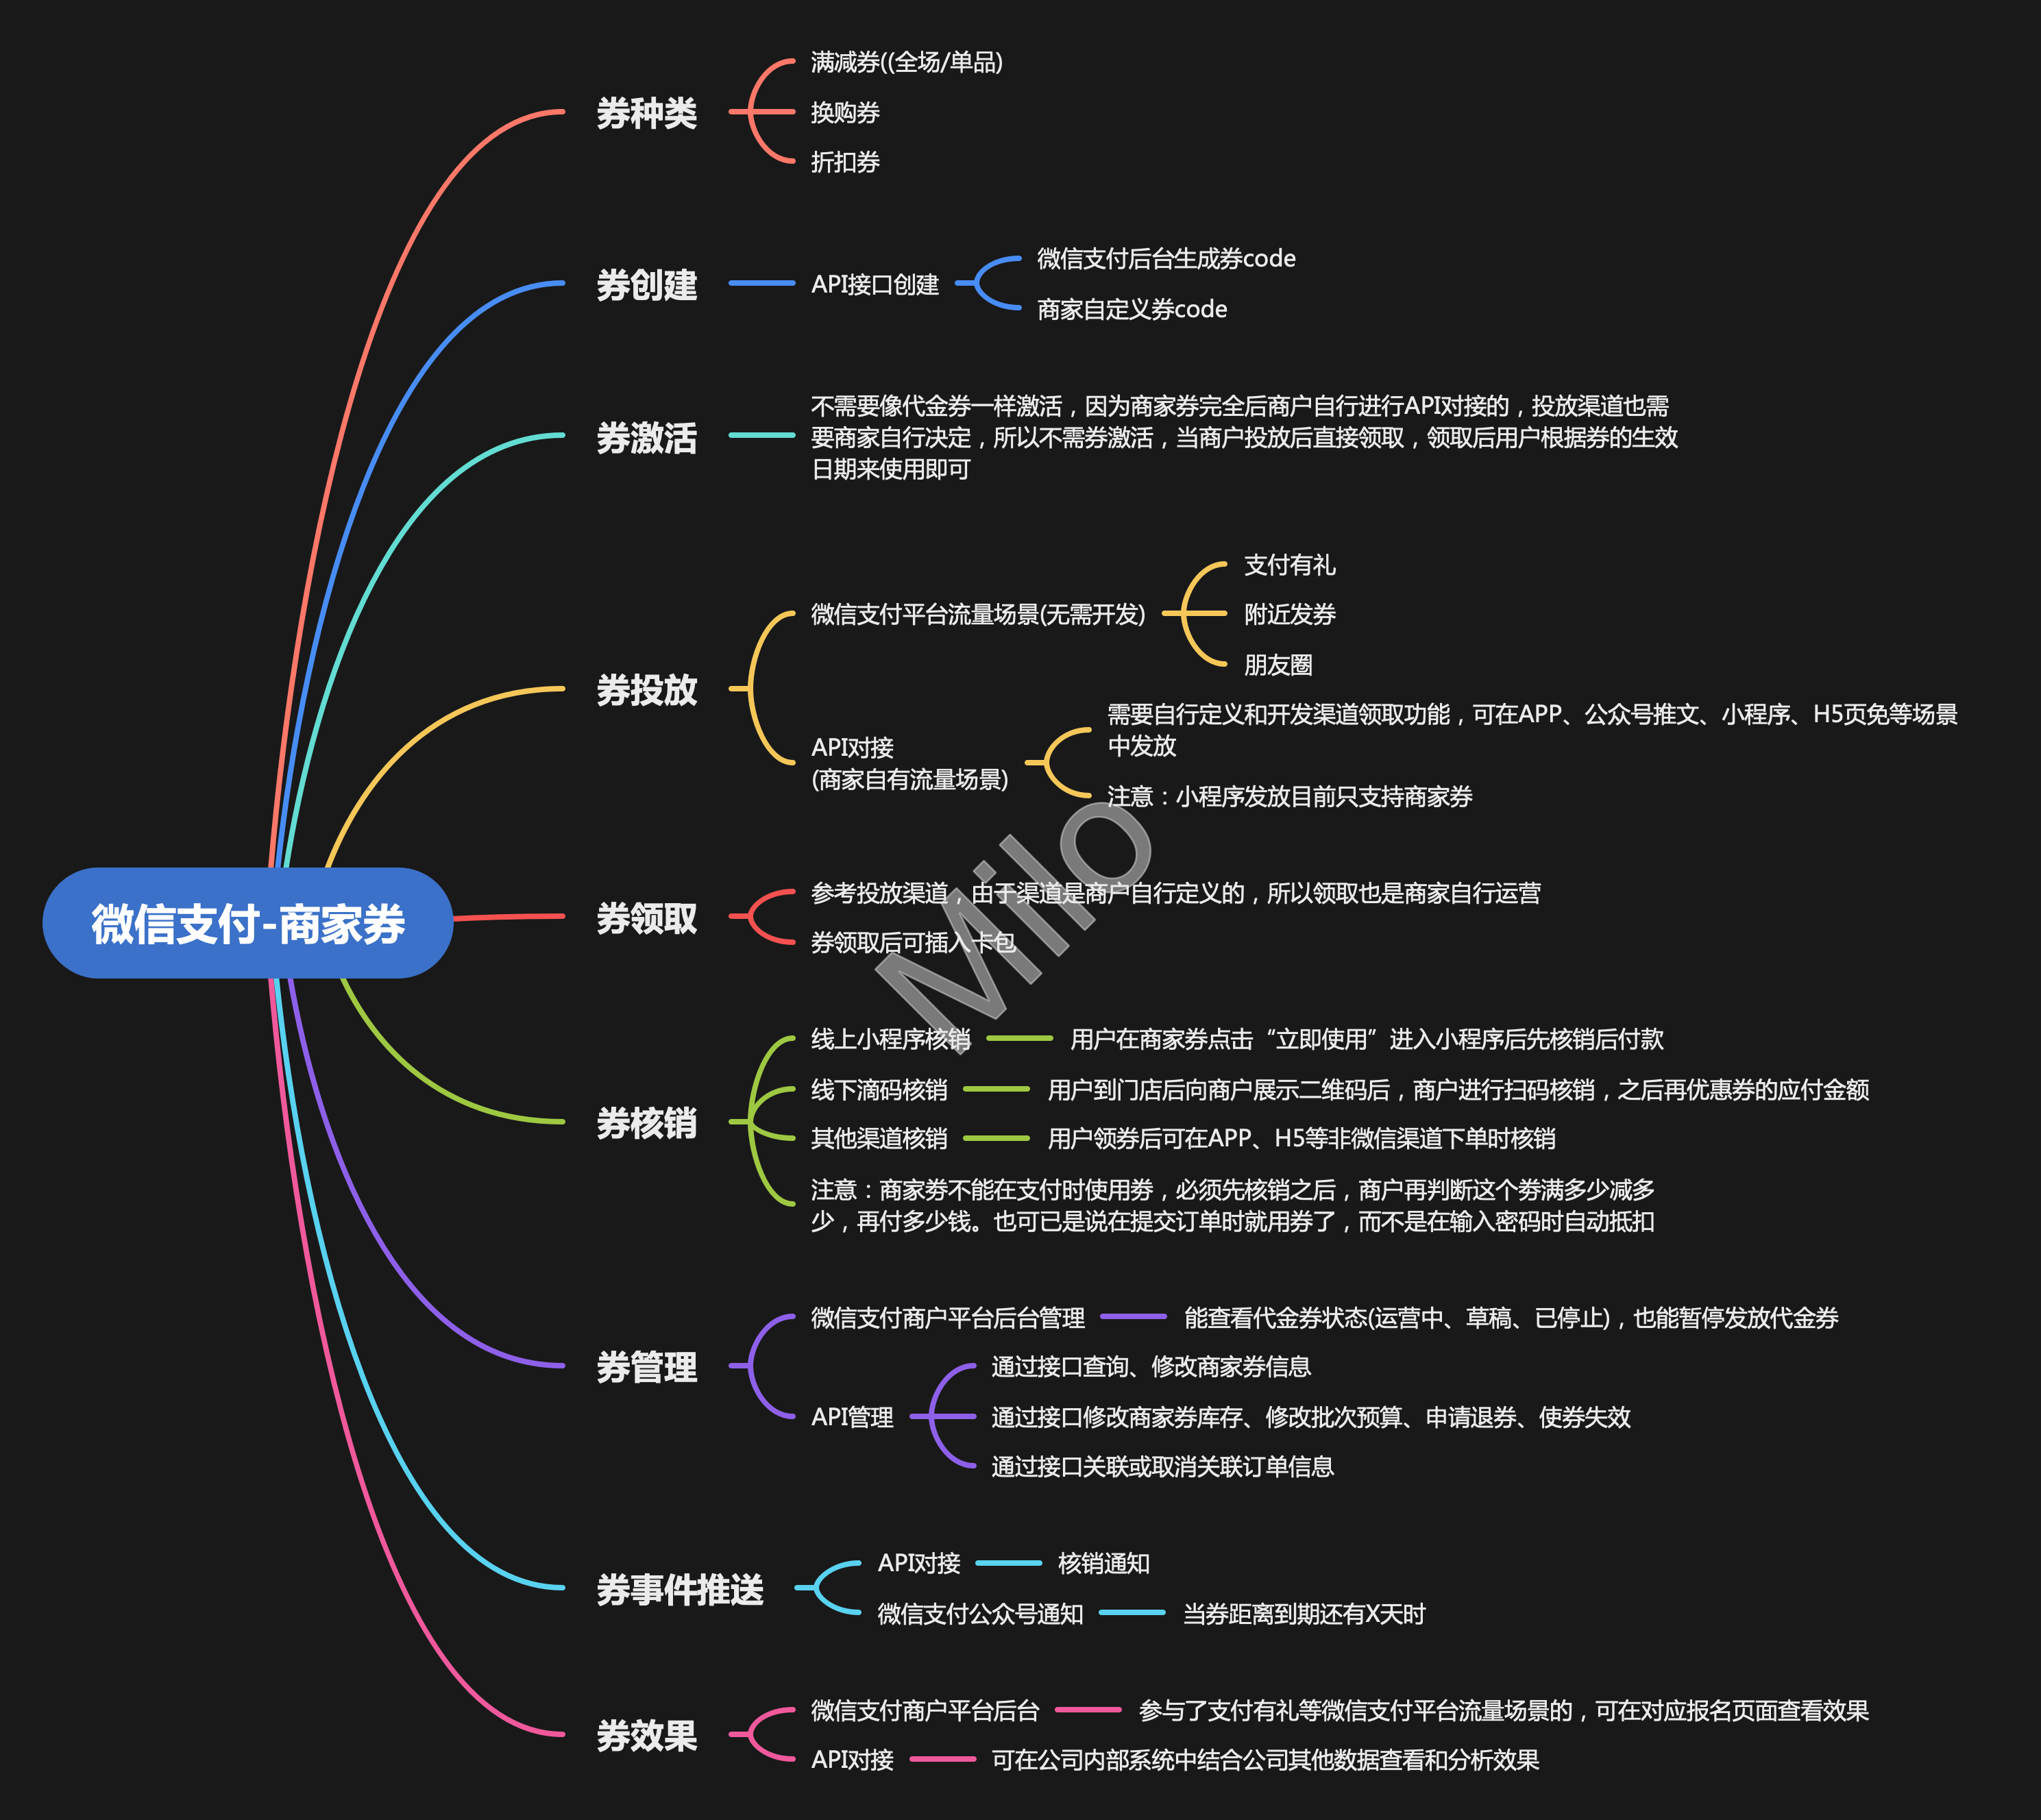 满减券((全场/单品)
券种类
换购券
折扣券
微信支付后台生成券code
券创建
API接口创建
商家自定义券code
不需要像代金券一样激活，因为商家券完全后商户自行进行API对接的，投放渠道也需
券激活
要商家自行决定，所以不需券激活，当商户投放后直接领取，领取后用户根据券的生效
日期来使用即可
支付有礼
微信支付平台流量场景(无需开发)
附近发券
朋友圈
券投放
需要自行定义和开发渠道领取功能，可在APP、公众号推文、小程序、H5页免等场景
中发放
API对接
(商家自有流量场景)
注意：小程序发放目前只支持商家券
微信支付-商家券
参考投放渠道，由于渠道是商户自行定义的，所以领取也是商家自行运营
券领取
券领取后可插入卡包
Milo
线上小程序核销
用户在商家券点击“立即使用”进入小程序后先核销后付款
线下滴码核销
用户到门店后向商户展示二维码后，商户进行扫码核销，之后再优惠券的应付金额
券核销
其他渠道核销
用户领券后可在APP、H5等非微信渠道下单时核销
注意：商家券不能在支付时使用券，必须先核销之后，商户再判断这个券满多少减多
少，再付多少钱。也可已是说在提交订单时就用券了，而不是在输入密码时自动抵扣
微信支付商户平台后台管理
能查看代金券状态(运营中、草稿、已停止)，也能暂停发放代金券
券管理
通过接口查询、修改商家券信息
API管理
通过接口修改商家券库存、修改批次预算、申请退券、使券失效
通过接口关联或取消关联订单信息
API对接
核销通知
券事件推送
微信支付公众号通知
当券距离到期还有X天时
微信支付商户平台后台
参与了支付有礼等微信支付平台流量场景的，可在对应报名页面查看效果
券效果
API对接
可在公司内部系统中结合公司其他数据查看和分析效果